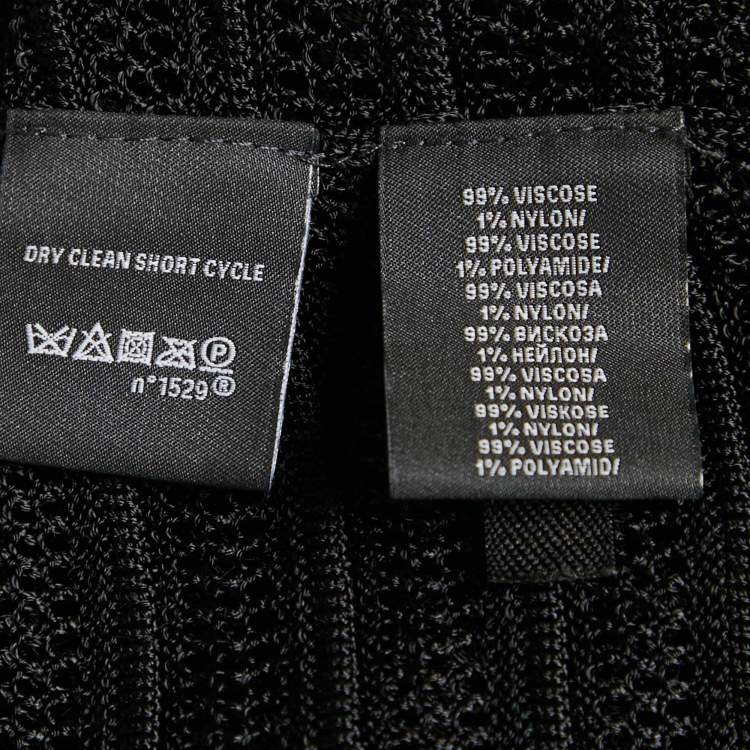 DRY CLEAN SHORT CYCLE
P
n°1529®
99% VISCOSE
1% NYLON/
99% VISCOSE
1% POLYAMIDE/
99% VISCOSA
1% NYLON/
99% ВИСКОЗА
1% НЕЙЛОН/
99% VISCOSA
1% NYLON/
99% VISKOSE
1% NYLON/
99% VISCOSE
1% POLYAMID/